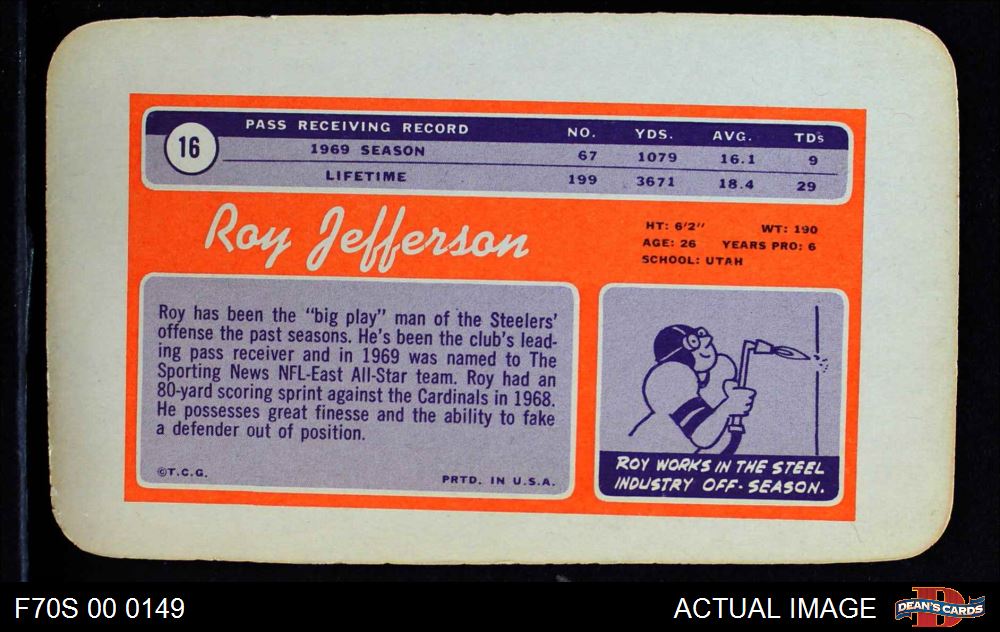 16
PASS RECEIVING RECORD NO. YDS. AVG. TDs
1969 SEASON 67 1079 16.1 9
LIFETIME 199 3671 18.4 29
Roy Jefferson
HT: 6'2" WT: 190
AGE: 26 YEARS PRO: 6
SCHOOL: UTAH
Roy has been the "big play" man of the Steelers'
offense the past seasons. He's been the club's lead-
ing pass receiver and in 1969 was named to The
Sporting News NFL-East All-Star team. Roy had an
80-yard scoring sprint against the Cardinals in 1968.
He possesses great finesse and the ability to fake
a defender out of position.
©T.C.G. PRTD. IN U.S.A.
ROY WORKS IN THE STEEL
INDUSTRY OFF-SEASON.
F70S 00 0149 ACTUAL IMAGE
DEAN'S CARDS